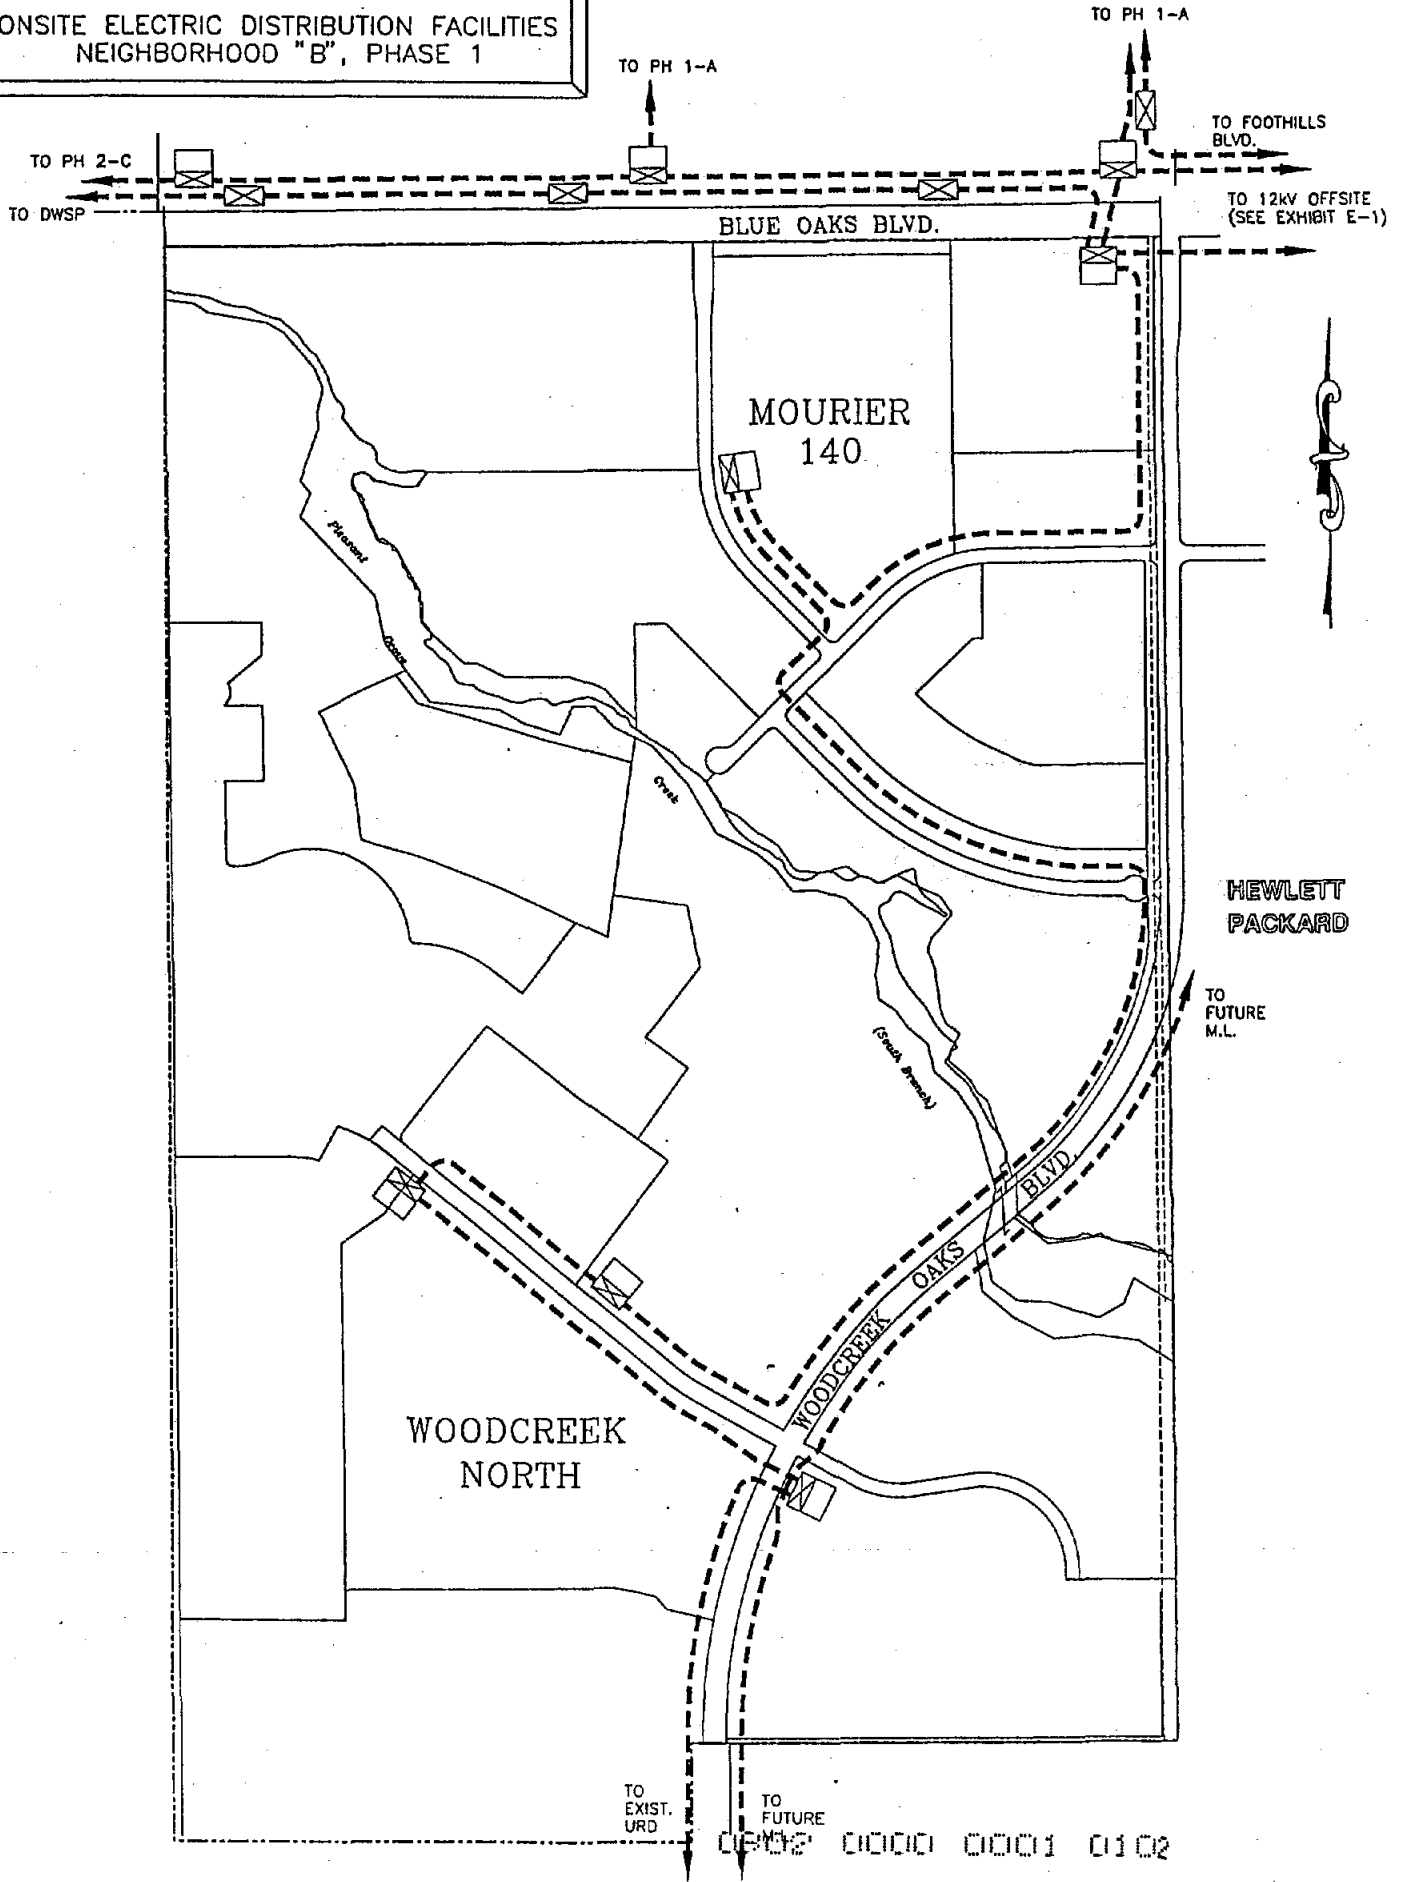 ONSITE ELECTRIC DISTRIBUTION FACILITIES
NEIGHBORHOOD "B", PHASE 1
TO PH 1-A
TO PH 1-A
TO FOOTHILLS
BLVD.
TO PH 2-C
TO DWSP
TO 12kV OFFSITE
(SEE EXHIBIT E-1)
BLUE OAKS BLVD.
MOURIER
140
Pleasant
Grove
Creek
HEWLETT
PACKARD
TO
FUTURE
M.L.
(South Branch)
WOODCREEK OAKS BLVD.
WOODCREEK
NORTH
TO
EXIST.
URD
TO
FUTURE
M.L.
0000 0001 0102